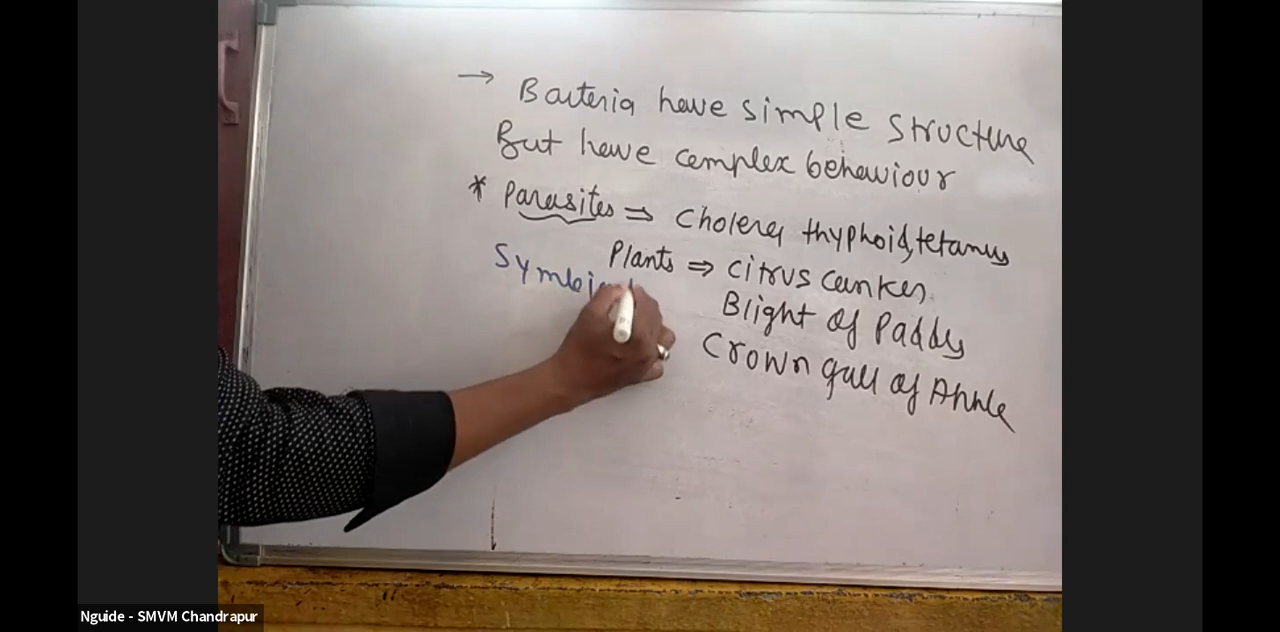 → Bacteria have simple structure
But have complex behaviour
* Parasites ⇒ Cholera, thyphoid, tetanus
Plants ⇒ Citrus canker
Blight of Paddy
Crown gall of Apple
Symbi
Nguide - SMVM Chandrapur